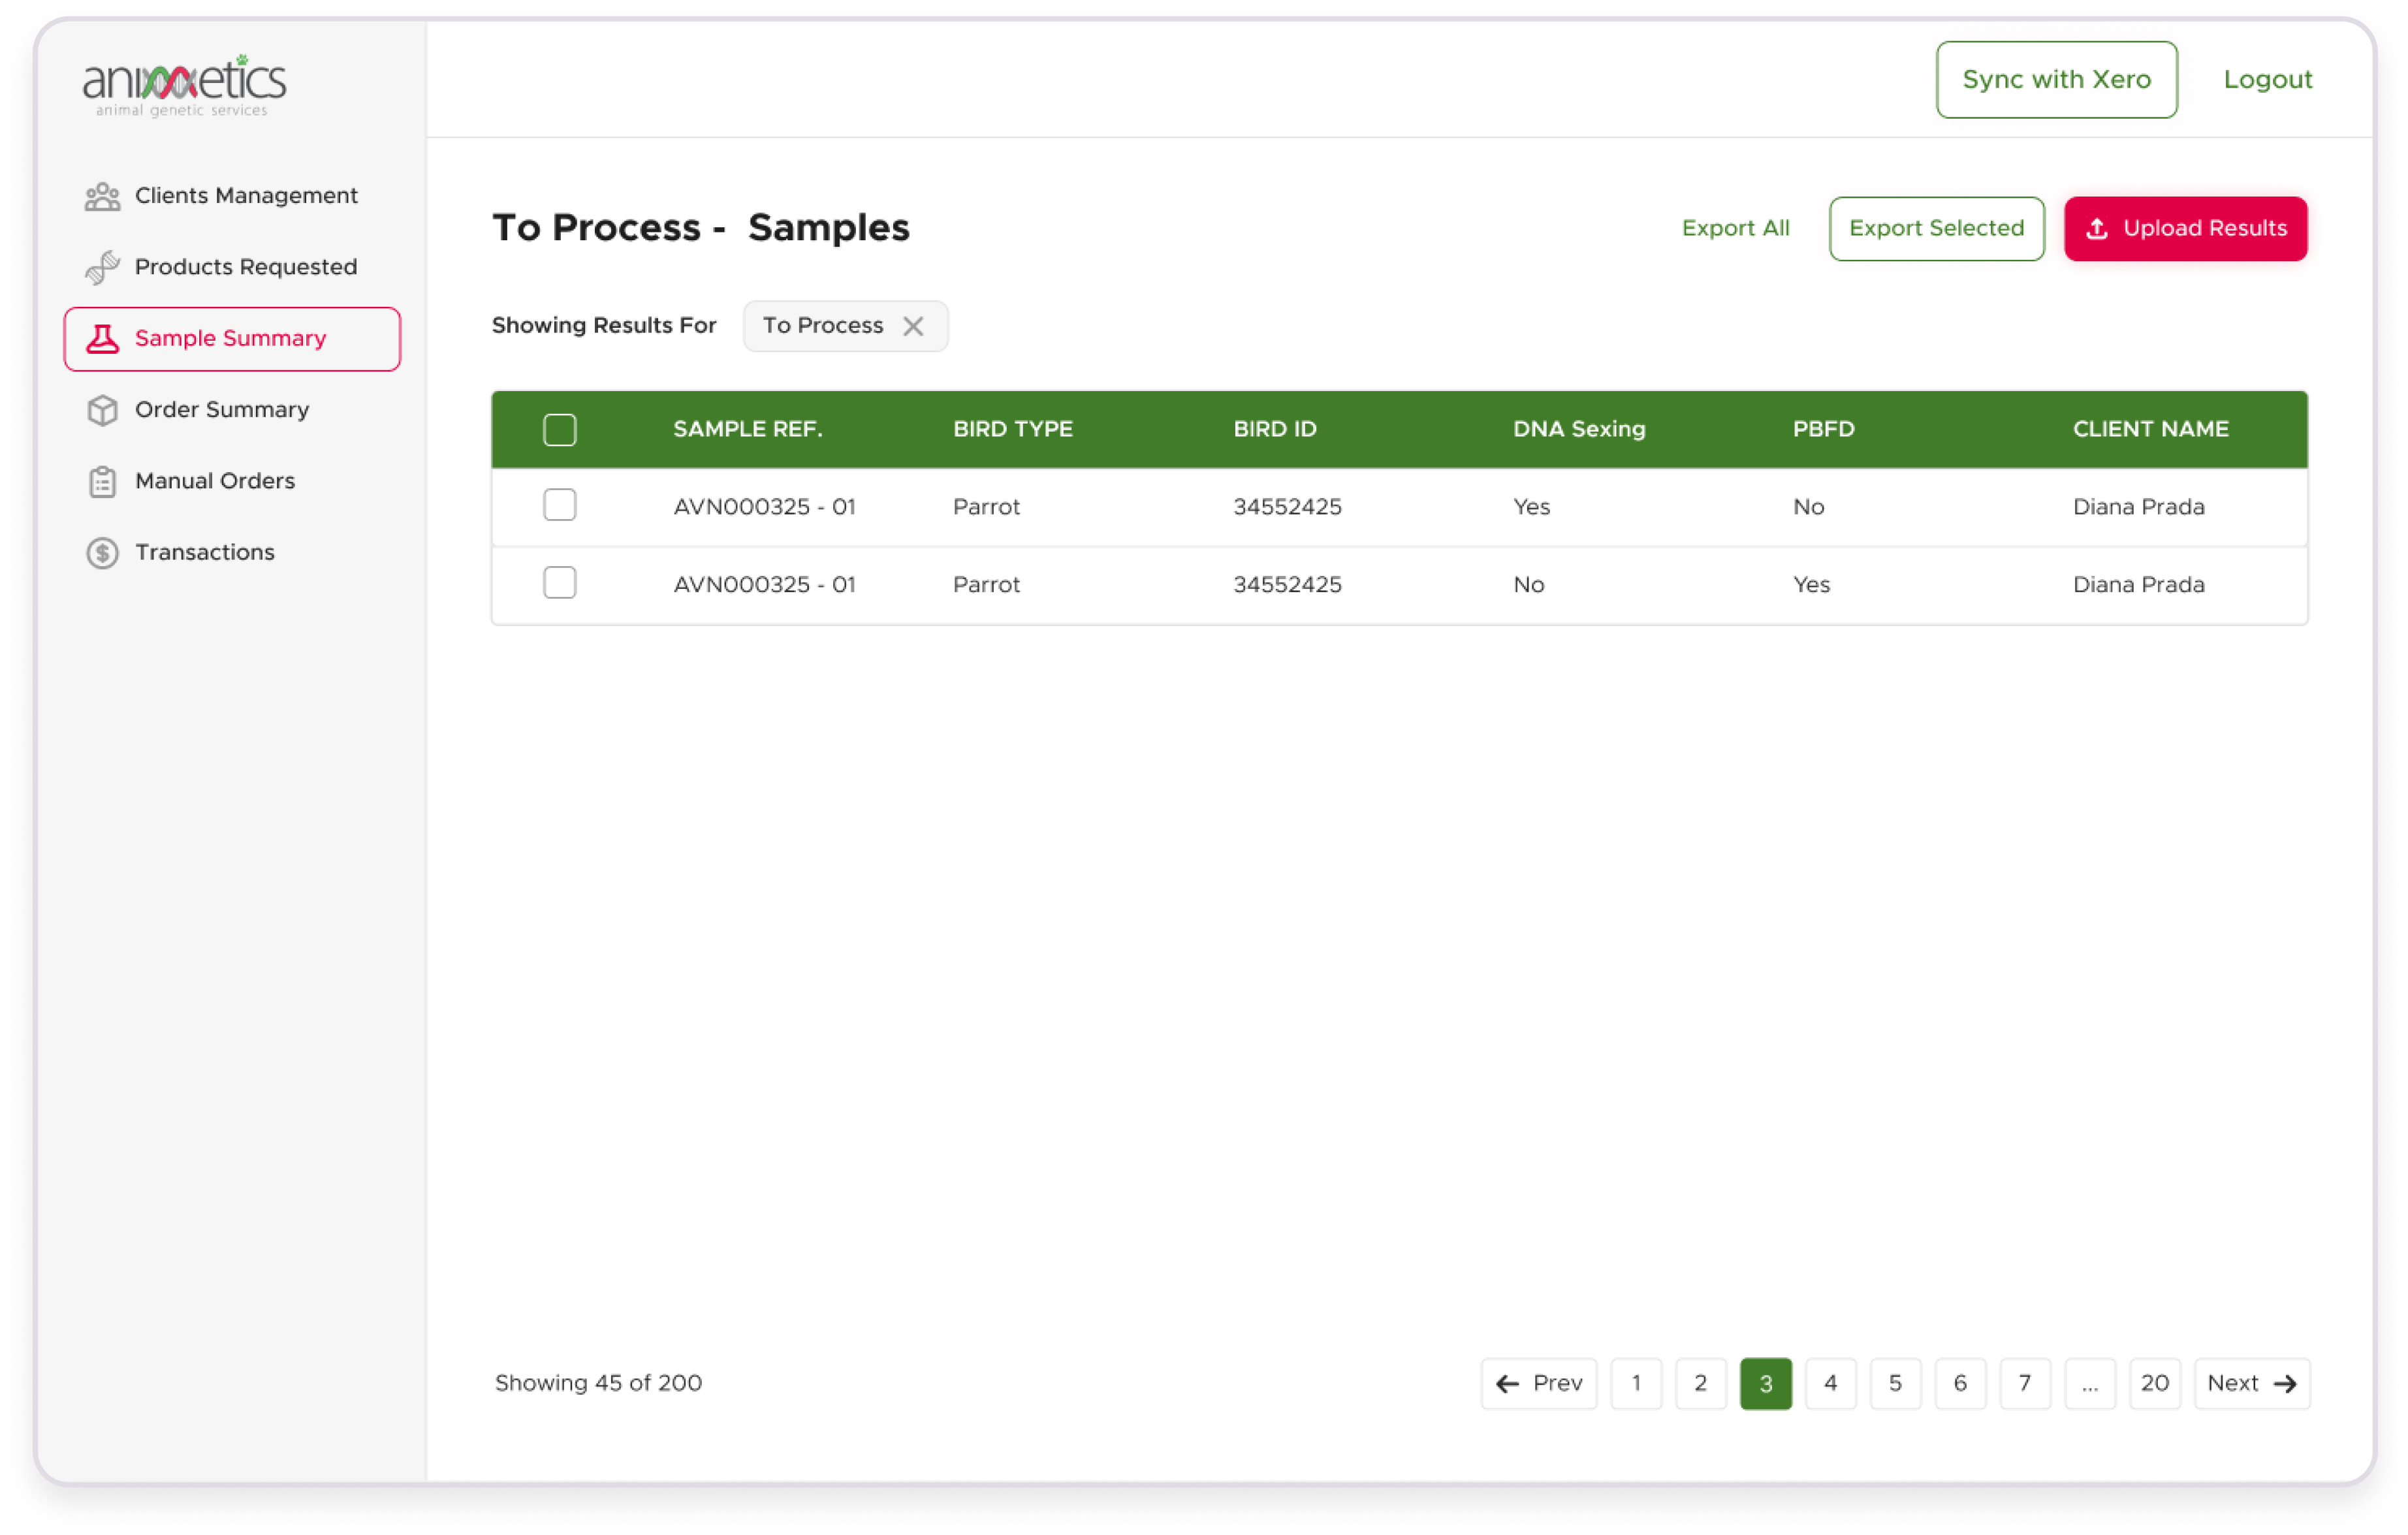 animetics
animal genetic services
Sync with Xero
Logout
Clients Management
Products Requested
Sample Summary
Order Summary
Manual Orders
Transactions
To Process - Samples
Export All
Export Selected
Upload Results
Showing Results For
To Process
SAMPLE REF. BIRD TYPE BIRD ID DNA Sexing PBFD CLIENT NAME
AVN000325 - 01 Parrot 34552425 Yes No Diana Prada
AVN000325 - 01 Parrot 34552425 No Yes Diana Prada
Showing 45 of 200
Prev 1 2 3 4 5 6 7 ... 20 Next